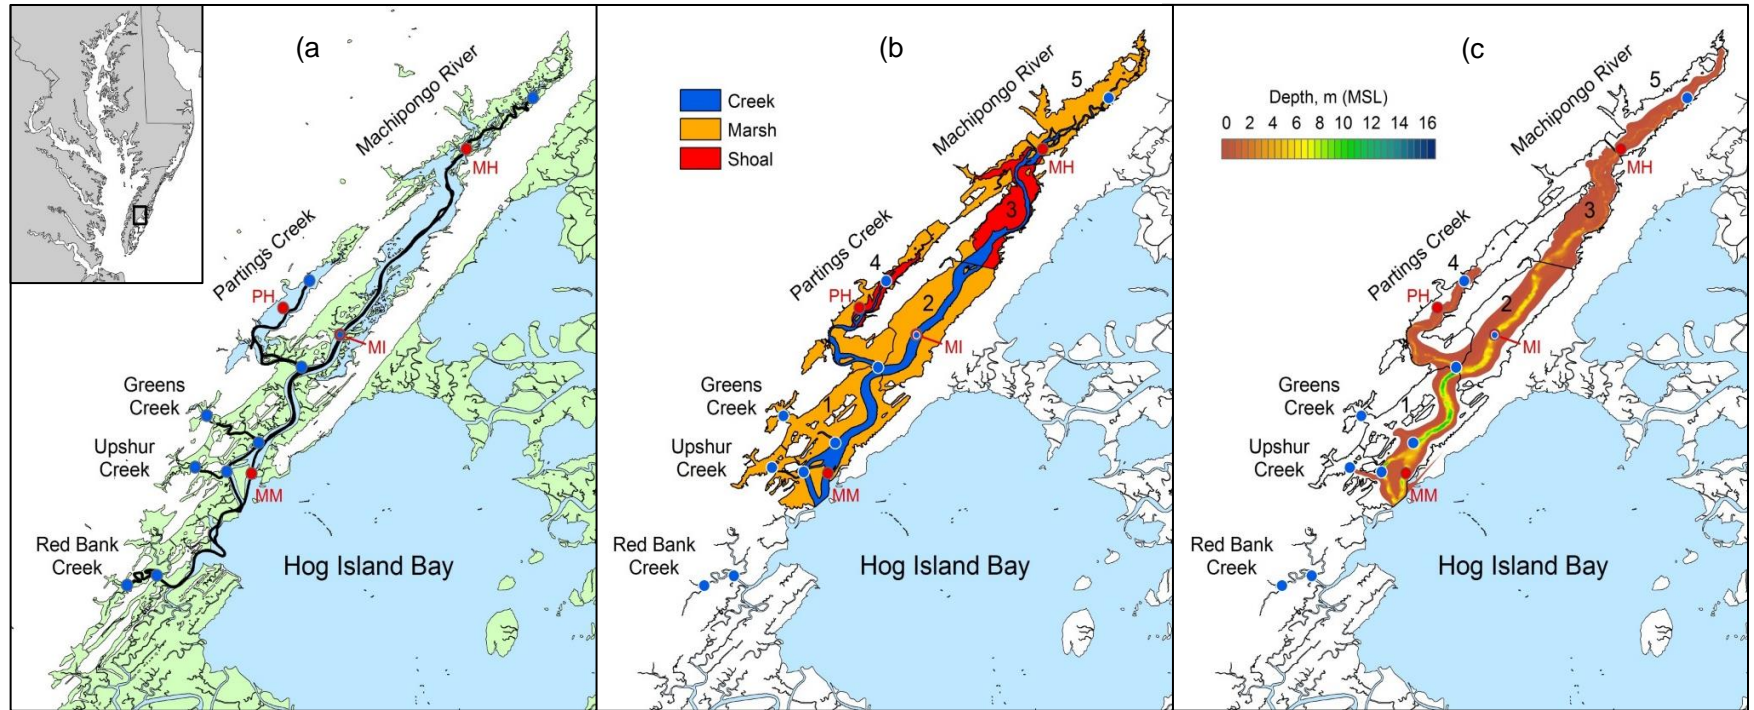 (a)
Machipongo River
MH
Partings Creek
PH
MI
Greens
Creek
Upshur
Creek
MM
Red Bank
Creek
Hog Island Bay
(b)
Creek
Marsh
Shoal
Machipongo River
5
MH
3
Partings Creek
4
PH
2
MI
Greens
Creek
1
Upshur
Creek
MM
Red Bank
Creek
Hog Island Bay
(c)
Depth, m (MSL)
0 2 4 6 8 10 12 14 16
Machipongo River
5
MH
3
Partings Creek
4
PH
2
MI
Greens
Creek
1
Upshur
Creek
MM
Red Bank
Creek
Hog Island Bay